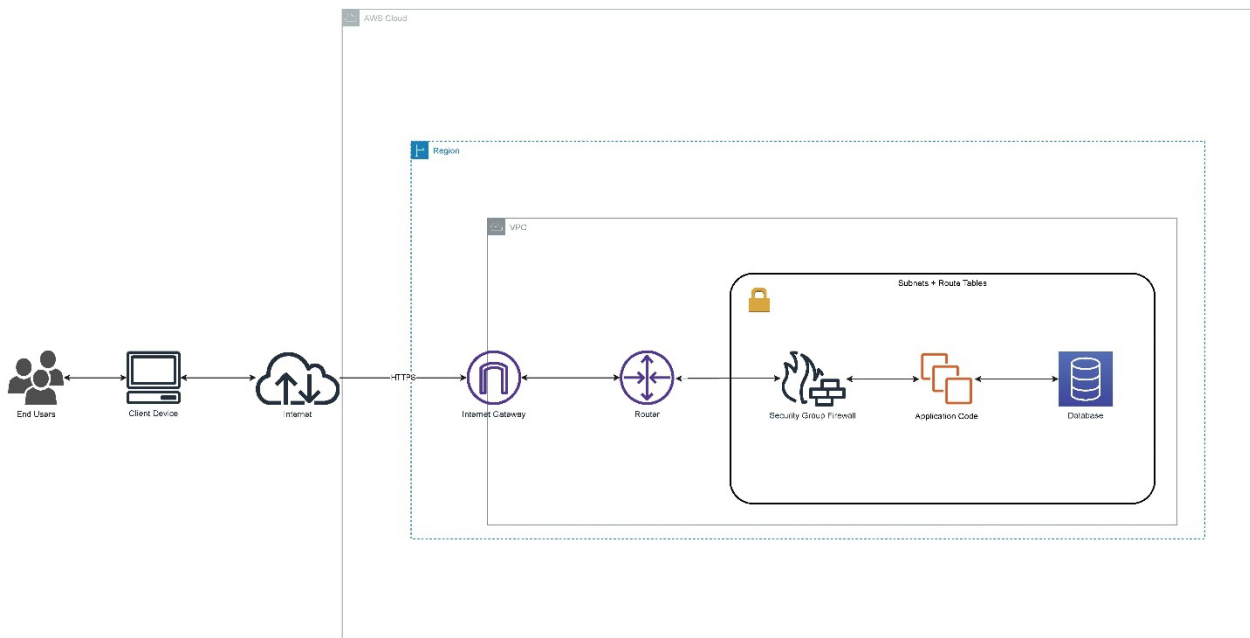 AWS Cloud
Region
VPC
Subnets + Route Tables
HTTPS
End Users
Client Device
Internet
Internet Gateway
Router
Security Group Firewall
Application Code
Database